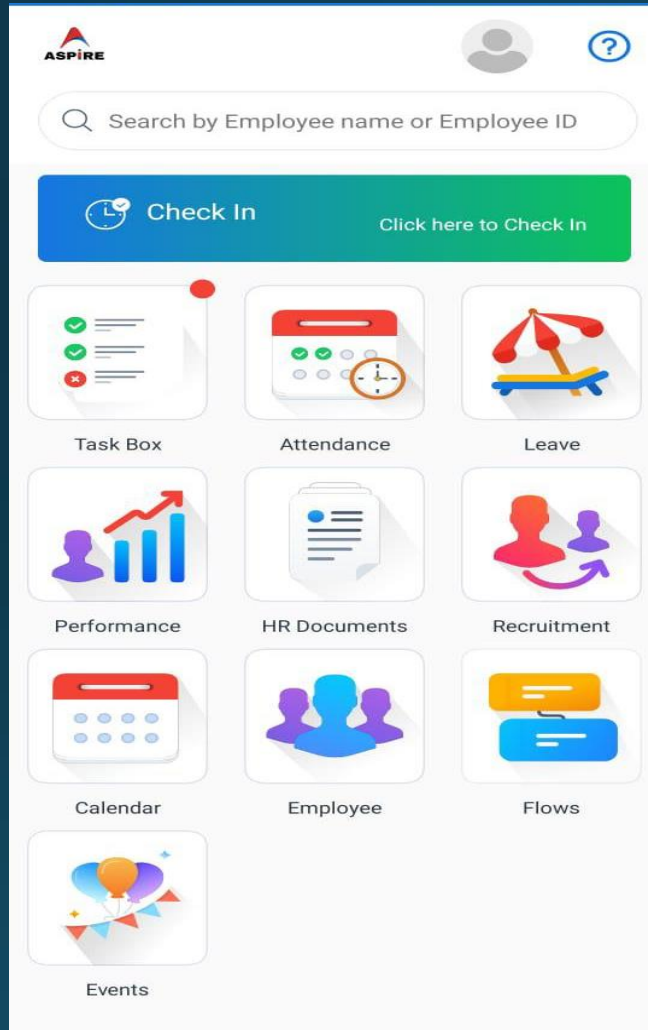 ASPIRE
?
Search by Employee name or Employee ID
Check In
Click here to Check In
Task Box
Attendance
Leave
Performance
HR Documents
Recruitment
Calendar
Employee
Flows
Events